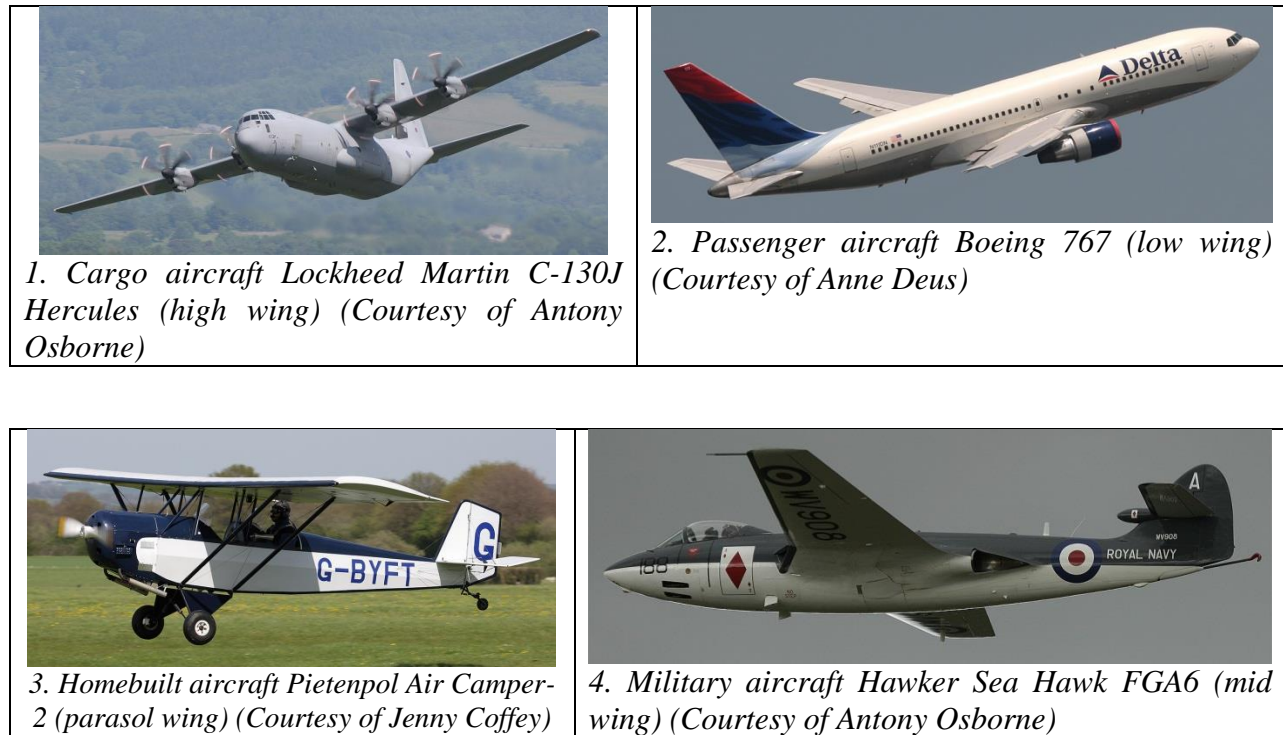 Delta
N111DN
1. Cargo aircraft Lockheed Martin C-130J
Hercules (high wing) (Courtesy of Antony
Osborne)
2. Passenger aircraft Boeing 767 (low wing)
(Courtesy of Anne Deus)
G
G-BYFT
3. Homebuilt aircraft Pietenpol Air Camper-
2 (parasol wing) (Courtesy of Jenny Coffey)
WV908
A
WV908
188
ROYAL NAVY
4. Military aircraft Hawker Sea Hawk FGA6 (mid
wing) (Courtesy of Antony Osborne)